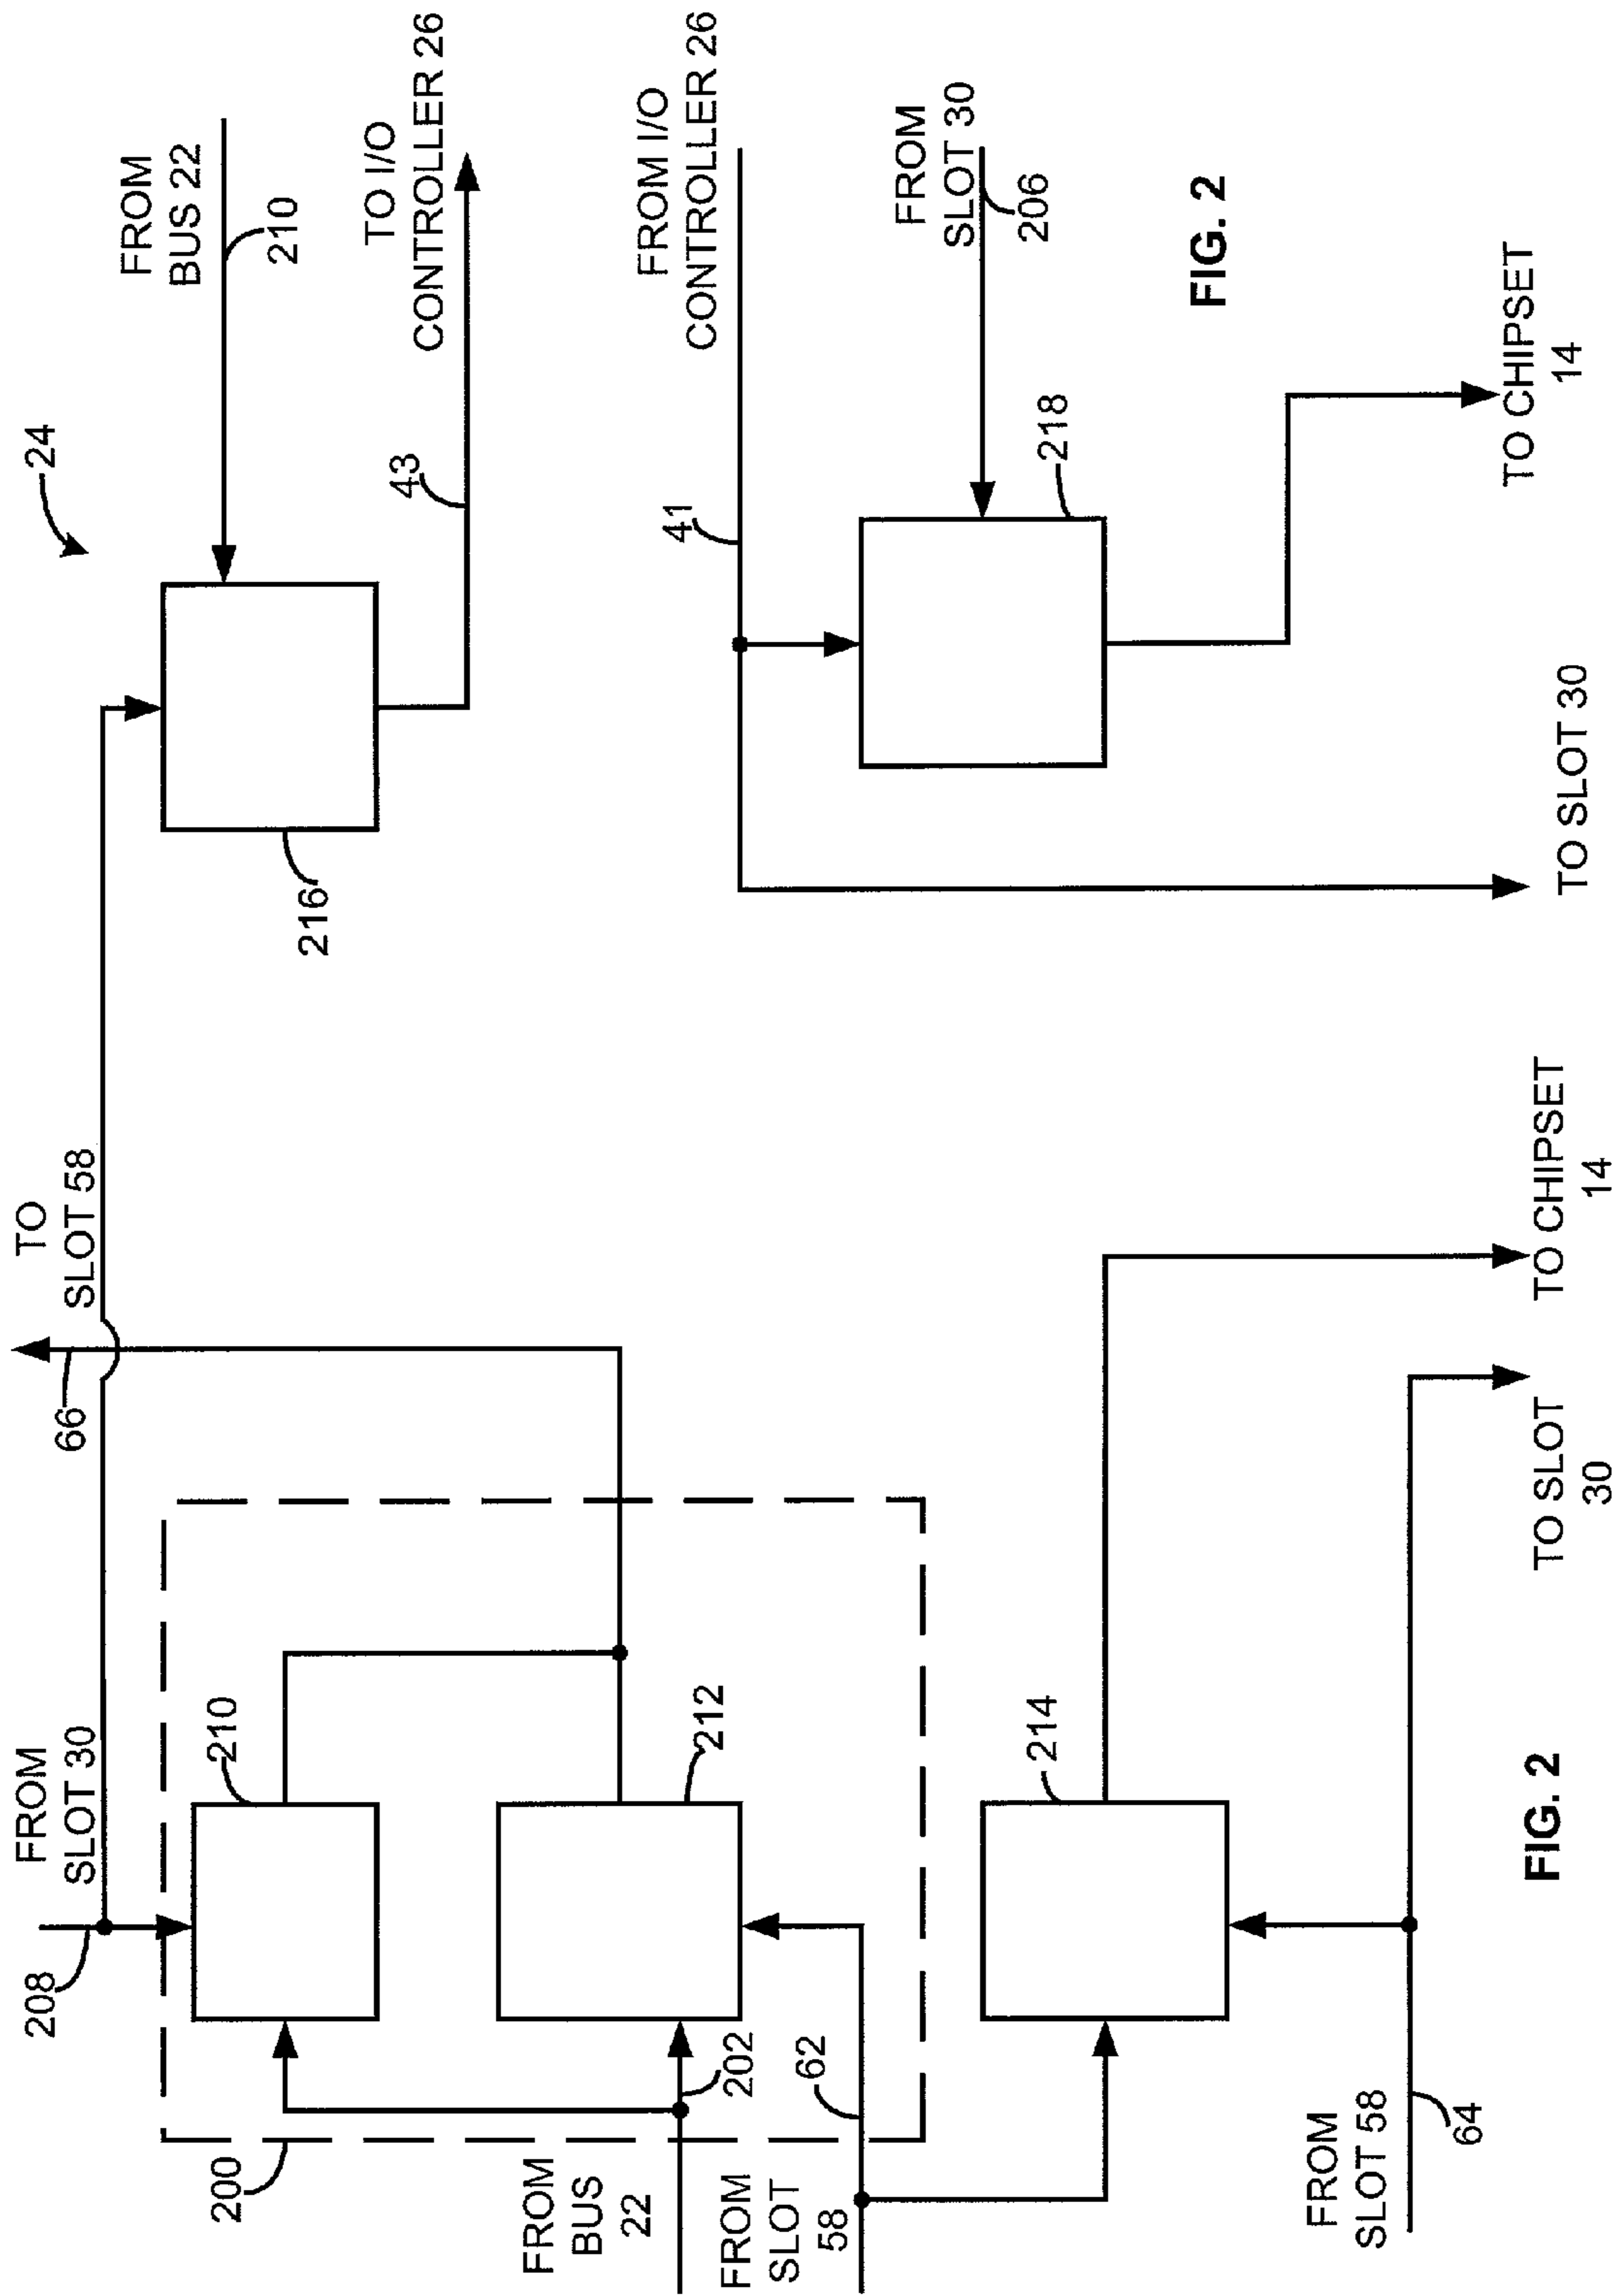 FROM
SLOT 30
208
TO
SLOT 58
66
24
FROM
BUS 22
210
200
210
216
TO I/O
CONTROLLER 26
43
FROM
BUS
22
202
212
FROM I/O
CONTROLLER 26
41
FROM
SLOT
58
62
FROM
SLOT 30
206
214
218
FIG. 2
FROM
SLOT 58
64
FIG. 2
TO SLOT
30
TO CHIPSET
14
TO SLOT 30
TO CHIPSET
14